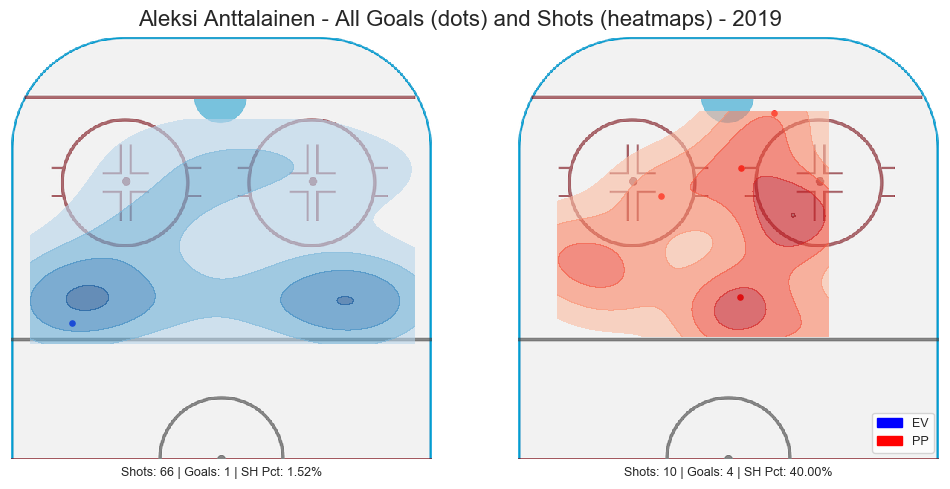 Aleksi Anttalainen - All Goals (dots) and Shots (heatmaps) - 2019
EV
PP
Shots: 66 | Goals: 1 | SH Pct: 1.52%
Shots: 10 | Goals: 4 | SH Pct: 40.00%